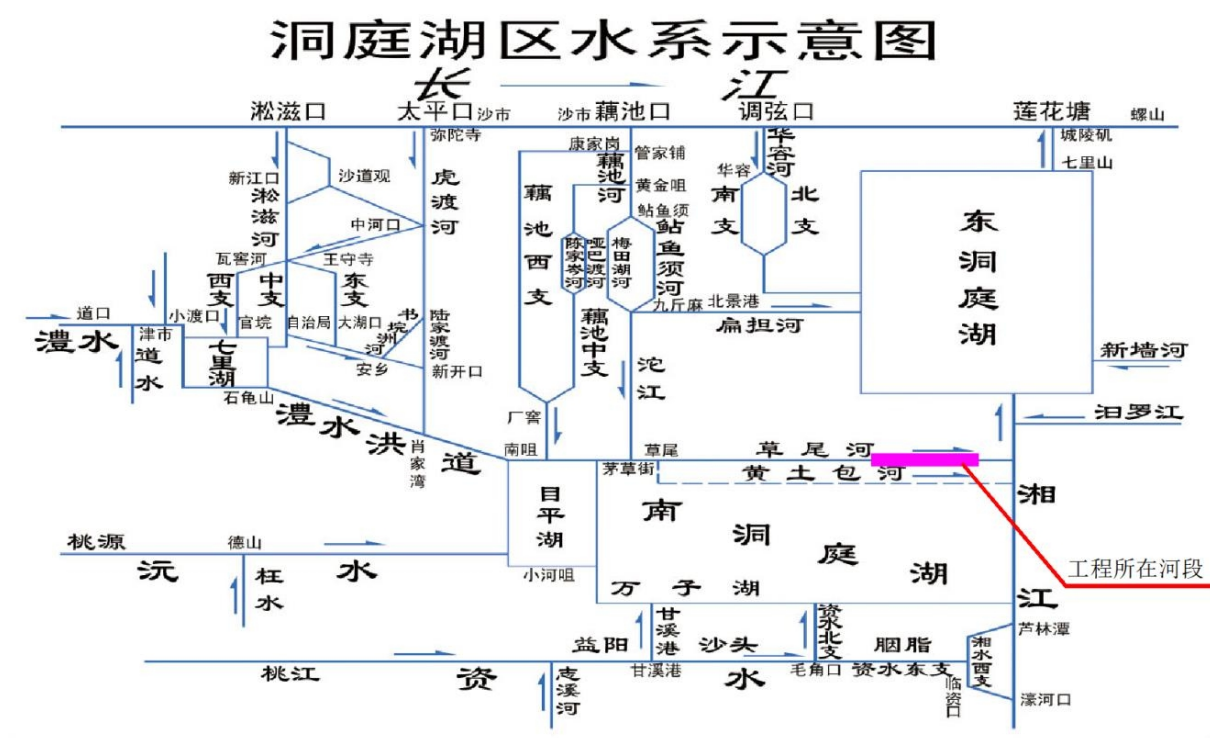 洞庭湖区水系示意图
长江
淞滋口
太平口
沙市
沙市
藕池口
调弦口
莲花塘
螺山
弥陀寺
城陵矶
七里山
康家岗
管家铺
藕池河
华容河
华容
新江口
沙道观
虎渡河
淞滋河
黄金咀
鲇鱼须
南支
北支
东洞庭湖
中河口
藕池西支
陈家岑河
哑巴渡河
梅田湖河
鲇鱼须河
瓦窖河
王守寺
西支
中支
东支
九斤麻
北景港
扁担河
道口
小渡口
官垸
自治局
大湖口
书垸洲河
陆家渡河
藕池中支
澧水
津市
道水
七里湖
安乡
新开口
沱江
新墙河
石龟山
澧水洪道
厂窖
汨罗江
肖家湾
南咀
草尾
草尾河
茅草街
黄土包河
目平湖
南洞庭湖
湘江
桃源
德山
沅水
枉水
小河咀
万子湖
工程所在河段
益阳
甘溪港
沙头
资水北支
胭脂
芦林潭
湘水西支
桃江
资水
志溪河
甘溪港
毛角口
资水东支
临资口
濠河口